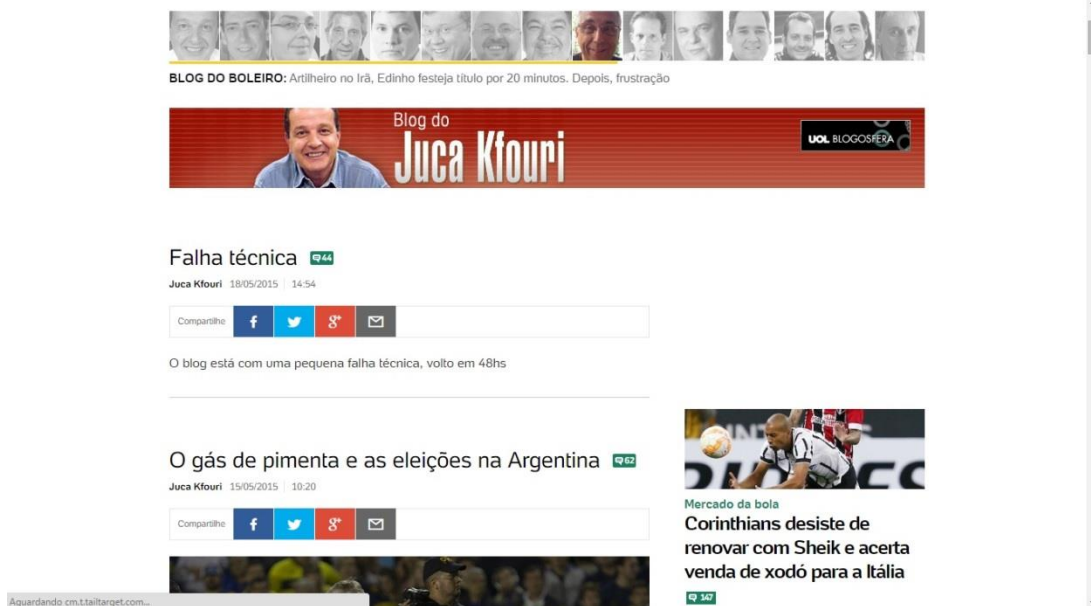 BLOG DO BOLEIRO: Artilheiro no Irã, Edinho festeja título por 20 minutos. Depois, frustração
Blog do
Juca Kfouri
UOL BLOGOSFERA
Falha técnica 44
Juca Kfouri 18/05/2015 14:54
Compartilhe f 8+
O blog está com uma pequena falha técnica, volto em 48hs
O gás de pimenta e as eleições na Argentina 62
Juca Kfouri 15/05/2015 10:20
Compartilhe f 8+
Mercado da bola
Corinthians desiste de
renovar com Sheik e acerta
venda de xodó para a Itália
147
Aguardando cm.t.tailtarget.com...